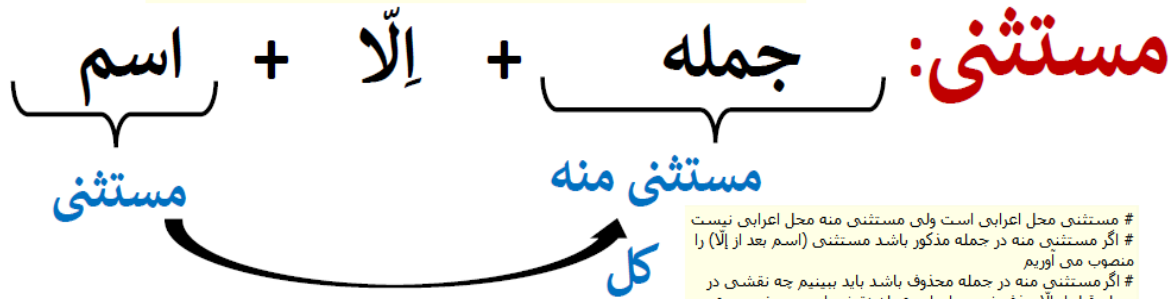 مستثنی: جمله + اِلّا + اسم
مستثنی منه مستثنی
کل
# مستثنی محل اعرابی است ولی مستثنی منه محل اعرابی نیست
# اگر مستثنی منه در جمله مذکور باشد مستثنی (اسم بعد از إلّا) را
منصوب می آوریم
# اگر مستثنی منه در جمله محذوف باشد باید ببینیم چه نقشی در